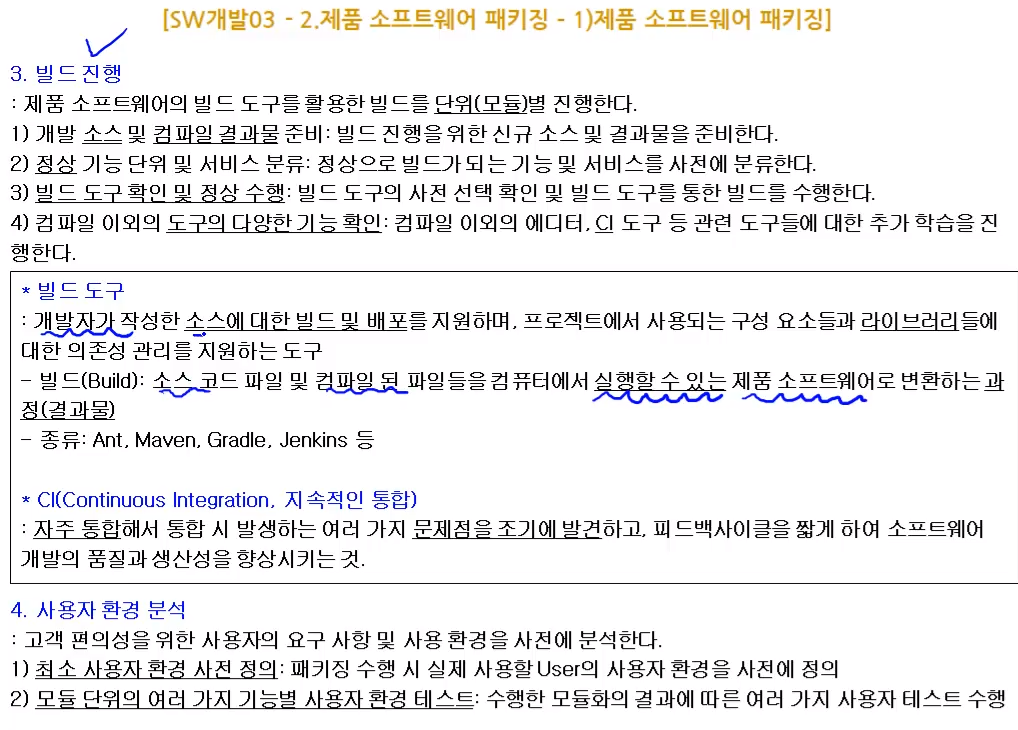 [SW개발03 - 2.제품 소프트웨어 패키징 - 1)제품 소프트웨어 패키징]
3. 빌드 진행
: 제품 소프트웨어의 빌드 도구를 활용한 빌드를 단위(모듈)별 진행한다.
1) 개발 소스 및 컴파일 결과물 준비: 빌드 진행을 위한 신규 소스 및 결과물을 준비한다.
2) 정상 기능 단위 및 서비스 분류: 정상으로 빌드가 되는 기능 및 서비스를 사전에 분류한다.
3) 빌드 도구 확인 및 정상 수행: 빌드 도구의 사전 선택 확인 및 빌드 도구를 통한 빌드를 수행한다.
4) 컴파일 이외의 도구의 다양한 기능 확인: 컴파일 이외의 에디터, CI 도구 등 관련 도구들에 대한 추가 학습을 진
행한다.
* 빌드 도구
: 개발자가 작성한 소스에 대한 빌드 및 배포를 지원하며, 프로젝트에서 사용되는 구성 요소들과 라이브러리들에
대한 의존성 관리를 지원하는 도구
- 빌드(Build): 소스 코드 파일 및 컴파일 된 파일들을 컴퓨터에서 실행할 수 있는 제품 소프트웨어로 변환하는 과
정(결과물)
- 종류: Ant, Maven, Gradle, Jenkins 등
* CI(Continuous Integration, 지속적인 통합)
: 자주 통합해서 통합 시 발생하는 여러 가지 문제점을 조기에 발견하고, 피드백사이클을 짧게 하여 소프트웨어
개발의 품질과 생산성을 향상시키는 것.
4. 사용자 환경 분석
: 고객 편의성을 위한 사용자의 요구 사항 및 사용 환경을 사전에 분석한다.
1) 최소 사용자 환경 사전 정의: 패키징 수행 시 실제 사용할 User의 사용자 환경을 사전에 정의
2) 모듈 단위의 여러 가지 기능별 사용자 환경 테스트: 수행한 모듈화의 결과에 따른 여러 가지 사용자 테스트 수행